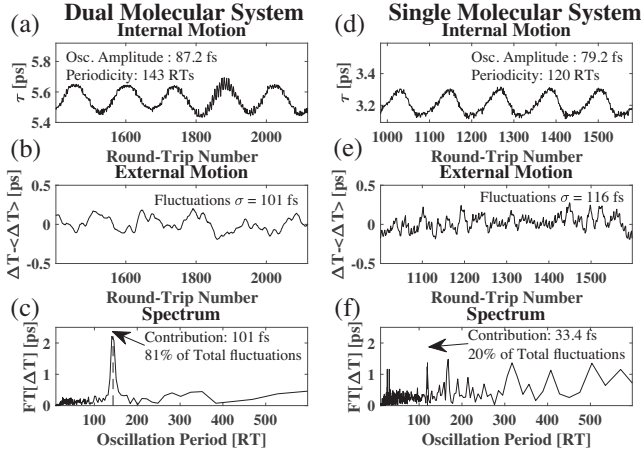 Dual Molecular System
Single Molecular System
(a)
Internal Motion
Osc. Amplitude : 87.2 fs
Periodicity: 143 RTs
τ [ps]
5.8
5.6
5.4
1600
1800
2000
Round-Trip Number
(d)
Internal Motion
Osc. Amplitude : 79.2 fs
Periodicity: 120 RTs
τ [ps]
3.4
3.2
1000
1100
1200
1300
1400
1500
Round-Trip Number
(b)
External Motion
Fluctuations σ = 101 fs
ΔT-<ΔT> [ps]
0.5
0
-0.5
1600
1800
2000
Round-Trip Number
(e)
External Motion
Fluctuations σ = 116 fs
ΔT-<ΔT> [ps]
0.5
0
-0.5
1100
1200
1300
1400
1500
Round-Trip Number
(c)
Spectrum
Contribution: 101 fs
81% of Total fluctuations
FT[ΔT] [ps]
3
2
1
0
100
200
300
400
500
Oscillation Period [RT]
(f)
Spectrum
Contribution: 33.4 fs
20% of Total fluctuations
FT[ΔT] [ps]
2
1
0
0
100
200
300
400
500
600
Oscillation Period [RT]